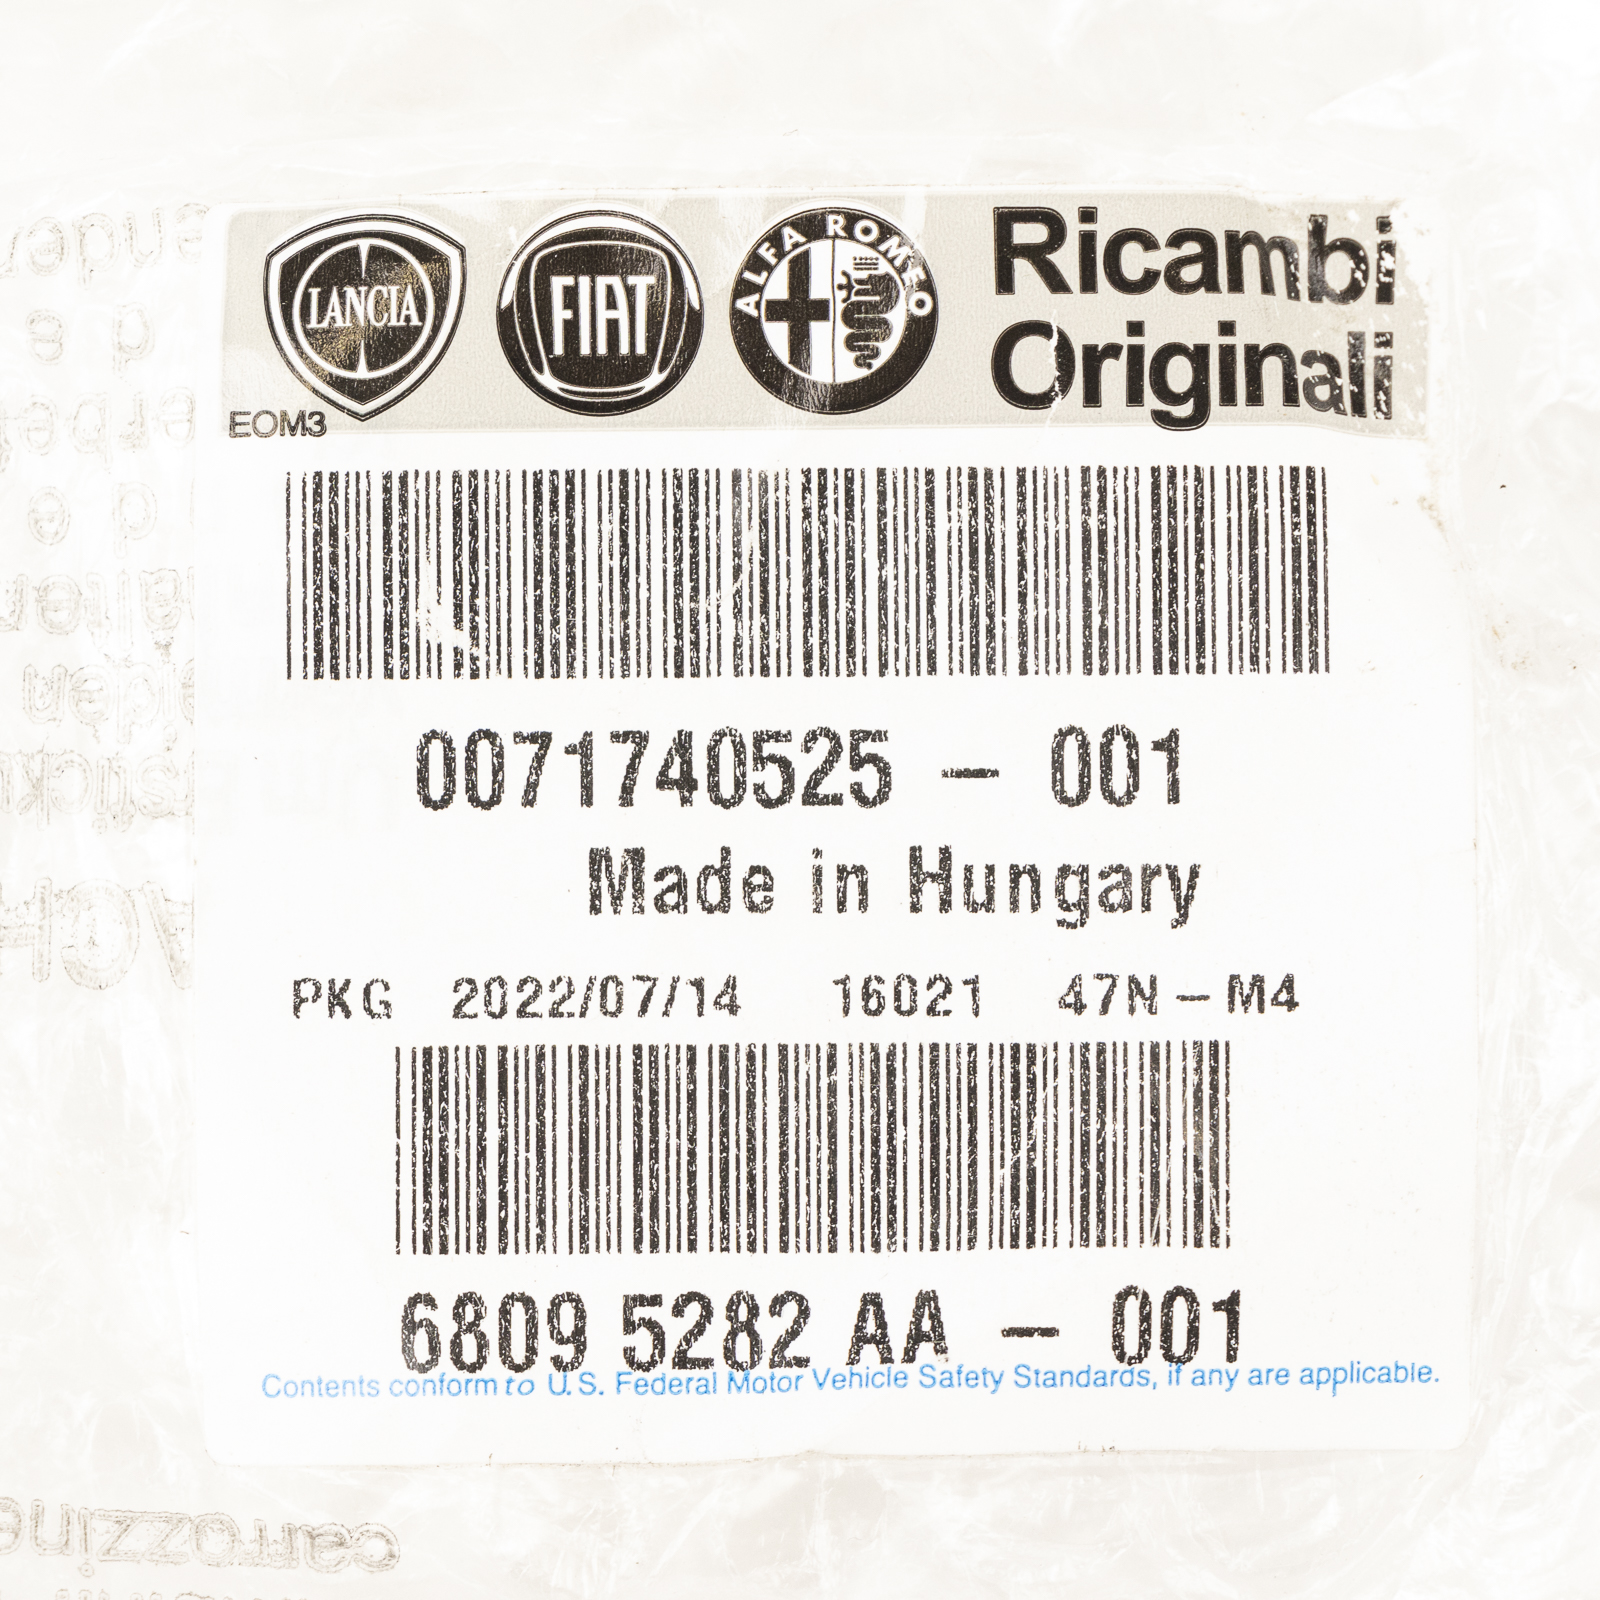 LANCIA
FIAT
ALFA ROMEO
Ricambi
Originali
EOM3
0071740525 - 001
Made in Hungary
PKG 2022/07/14 16021 47N - M4
6809 5282 AA - 001
Contents conform to U.S. Federal Motor Vehicle Safety Standards, if any are applicable.